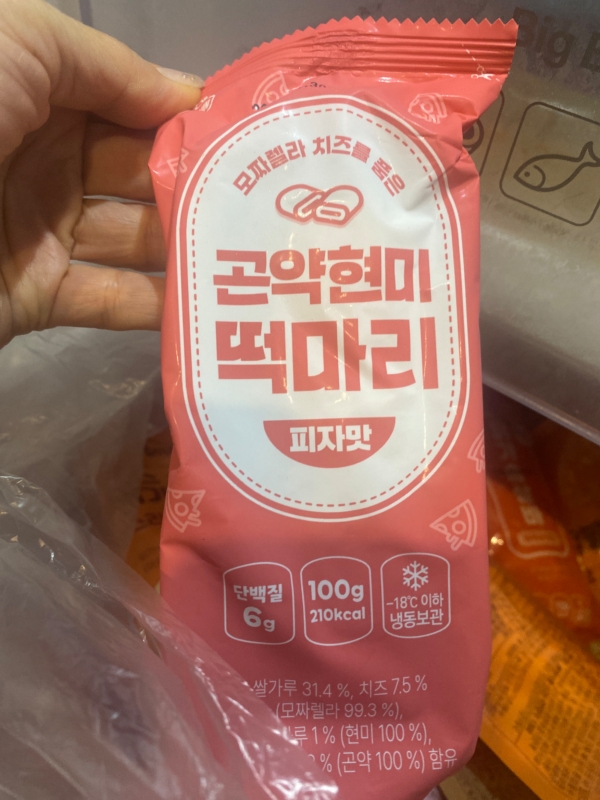 모짜렐라 치즈를 품은
곤약현미
떡마리
피자맛
단백질
6g
100g
210kcal
-18℃ 이하
냉동보관
쌀가루 31.4 %, 치즈 7.5 %
(모짜렐라 99.3 %),
루 1 % (현미 100 %),
% (곤약 100 %) 함유
Big